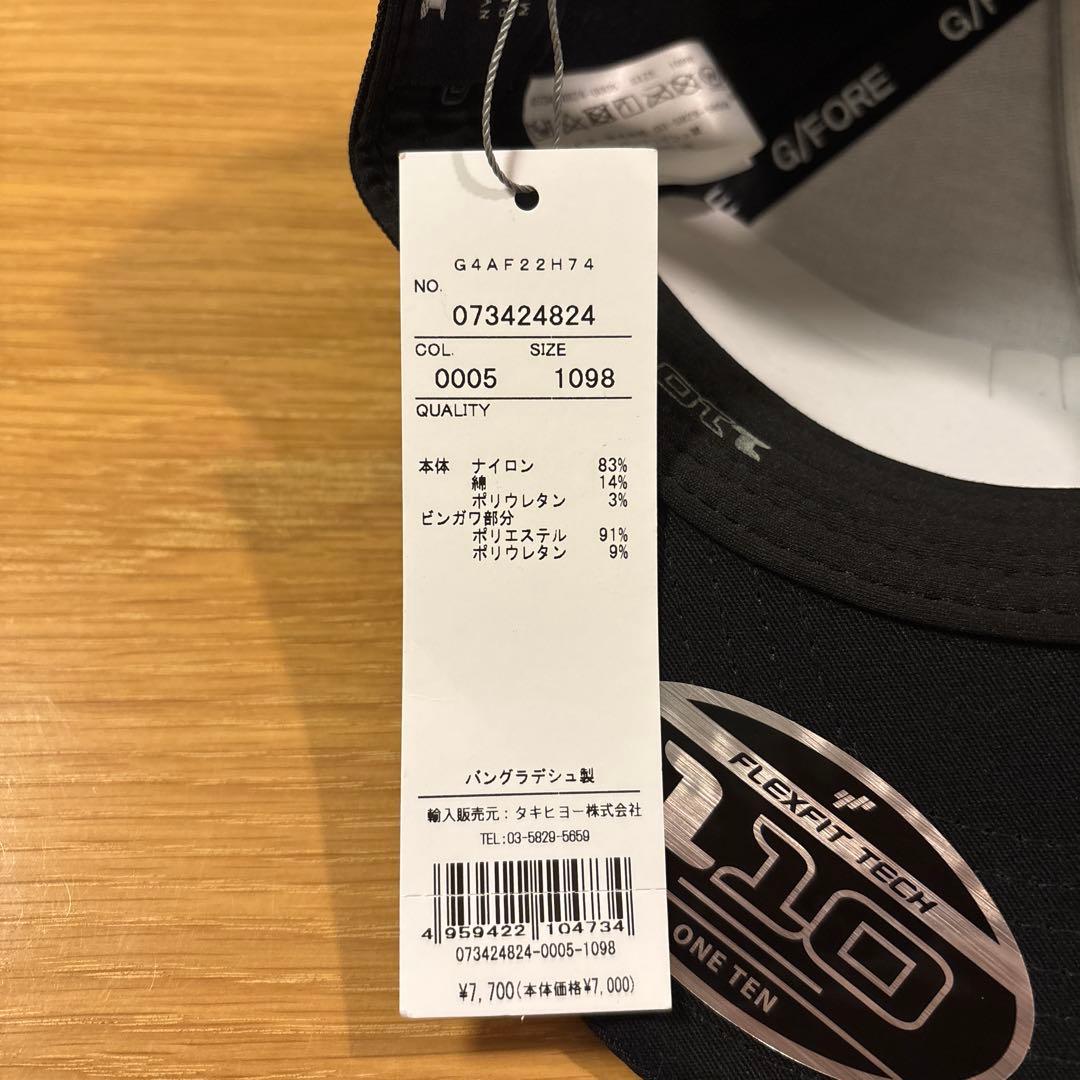 G/FORE
G4AF22H74
NO.
073424824
COL. SIZE
0005 1098
QUALITY
本体 ナイロン 83%
綿 14%
ポリウレタン 3%
ビンガワ部分
ポリエステル 91%
ポリウレタン 9%
バングラデシュ製
輸入販売元：タキヒヨー株式会社
TEL:03-5829-5659
4 959422 104734
073424824-0005-1098
¥7,700(本体価格¥7,000)
FLEXFIT TECH
110
ONE TEN